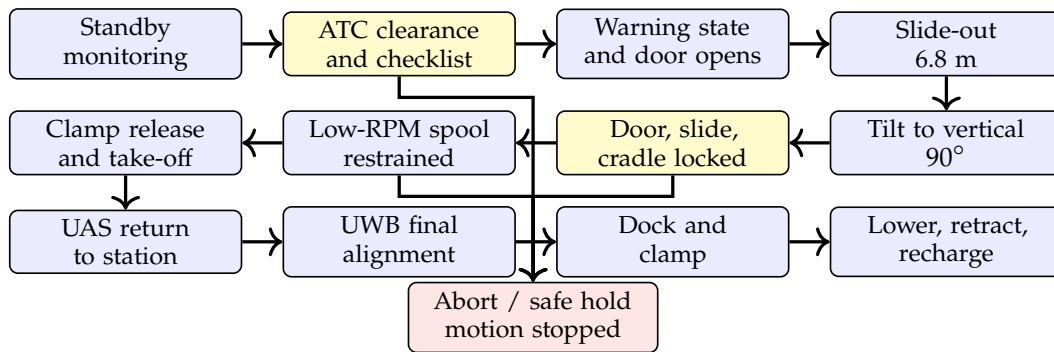 Standby
monitoring
ATC clearance
and checklist
Warning state
and door opens
Slide-out
6.8 m
Clamp release
and take-off
Low-RPM spool
restrained
Door, slide,
cradle locked
Tilt to vertical
90°
UAS return
to station
UWB final
alignment
Dock and
clamp
Lower, retract,
recharge
Abort / safe hold
motion stopped